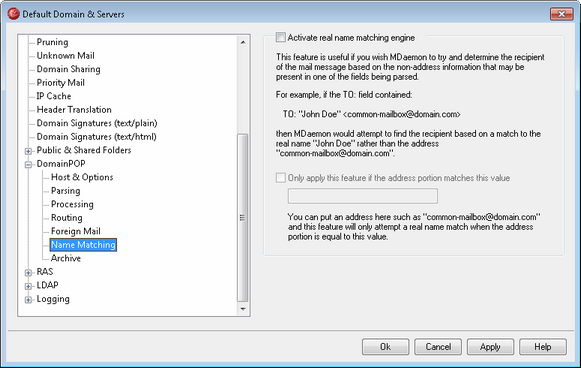 Default Domain & Servers
Pruning
Unknown Mail
Domain Sharing
Priority Mail
IP Cache
Header Translation
Domain Signatures (text/plain)
Domain Signatures (text/html)
Public & Shared Folders
DomainPOP
Host & Options
Parsing
Processing
Routing
Foreign Mail
Name Matching
Archive
RAS
LDAP
Logging
Activate real name matching engine
This feature is useful if you wish MDaemon to try and determine the recipient
of the mail message based on the non-address information that may be
present in one of the fields being parsed.
For example, if the TO: field contained:
TO: "John Doe" <common-mailbox@domain.com>
then MDaemon would attempt to find the recipient based on a match to the
real name "John Doe" rather than the address
"common-mailbox@domain.com".
Only apply this feature if the address portion matches this value
You can put an address here such as "common-mailbox@domain.com"
and this feature will only attempt a real name match when the address
portion is equal to this value.
Ok
Cancel
Apply
Help